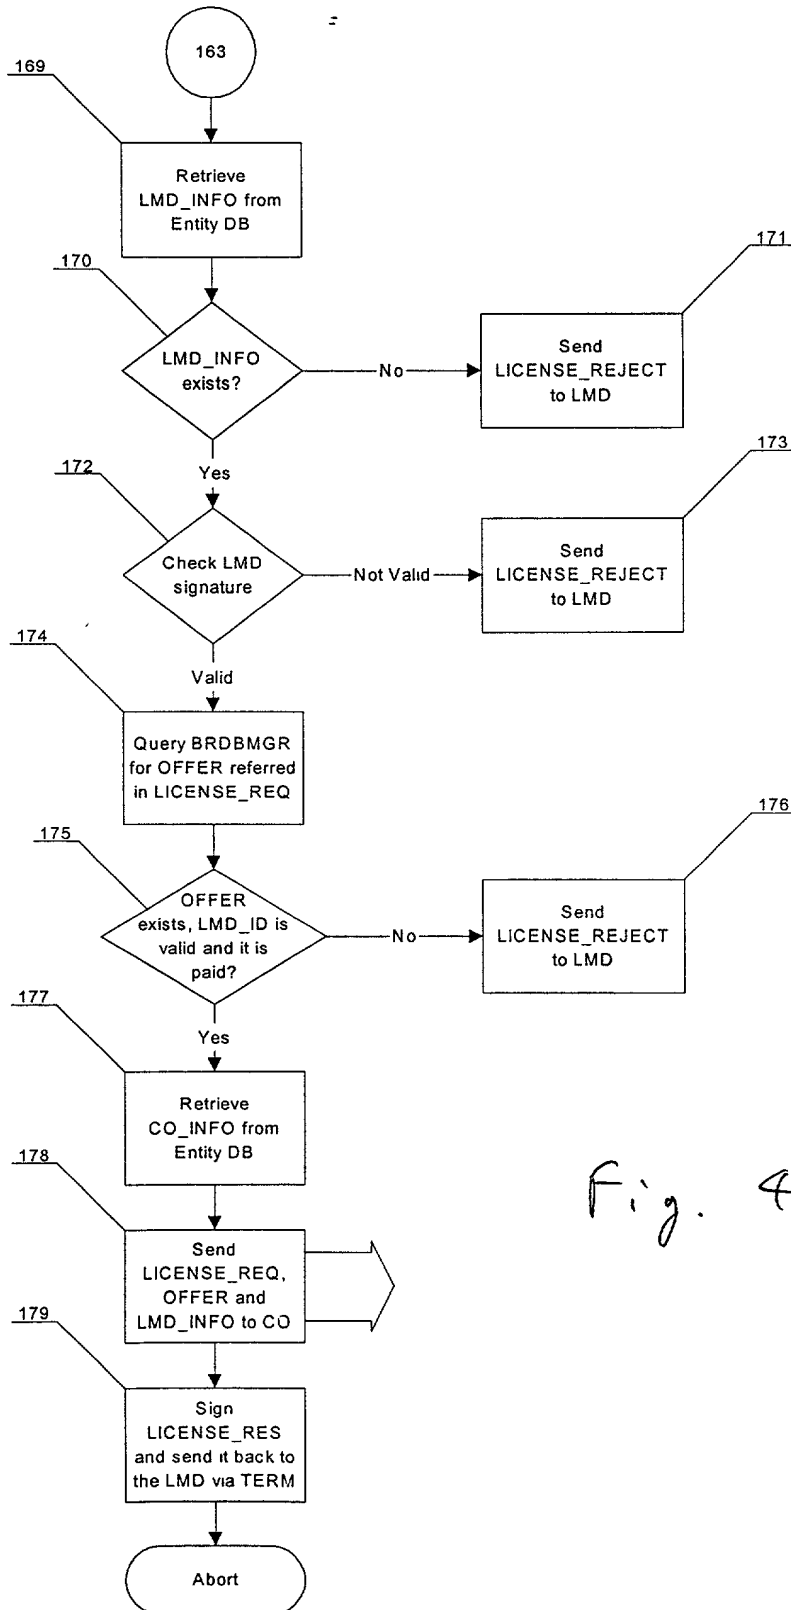 163
169
Retrieve
LMD_INFO from
Entity DB
170
171
LMD_INFO
exists?
No
Send
LICENSE_REJECT
to LMD
Yes
172
173
Check LMD
signature
Not Valid
Send
LICENSE_REJECT
to LMD
174
Valid
Query BRDBMGR
for OFFER referred
in LICENSE_REQ
175
176
OFFER
exists, LMD_ID is
valid and it is
paid?
No
Send
LICENSE_REJECT
to LMD
177
Yes
Retrieve
CO_INFO from
Entity DB
178
Send
LICENSE_REQ,
OFFER and
LMD_INFO to CO
Fig. 4
179
Sign
LICENSE_RES
and send it back to
the LMD via TERM
Abort